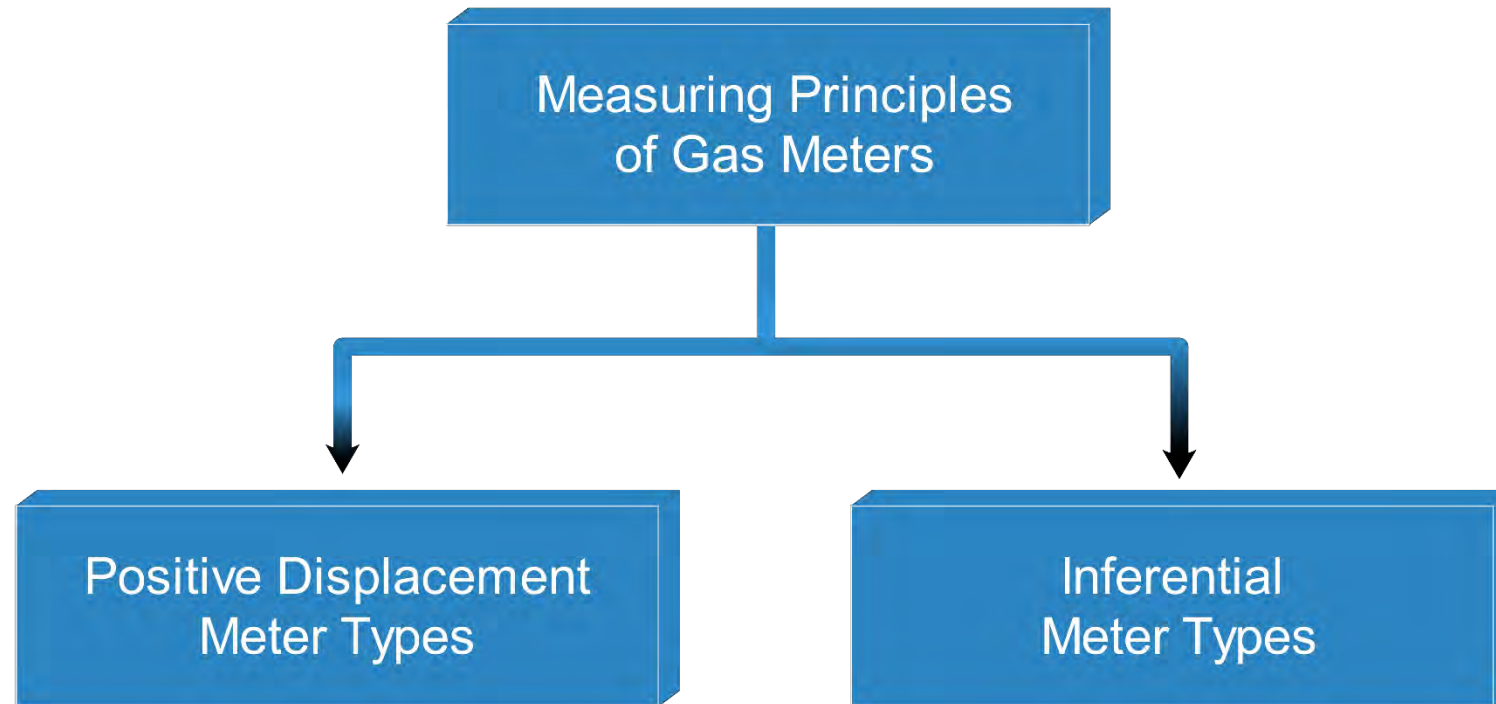 Measuring Principles
of Gas Meters
Positive Displacement
Meter Types
Inferential
Meter Types